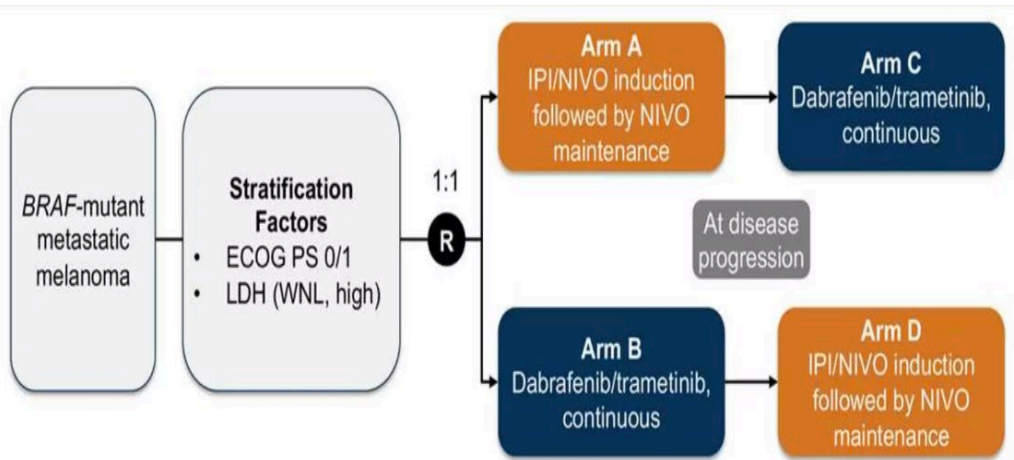 BRAF-mutant
metastatic
melanoma
Stratification
Factors
• ECOG PS 0/1
• LDH (WNL, high)
1:1
R
Arm A
IPI/NIVO induction
followed by NIVO
maintenance
Arm C
Dabrafenib/trametinib,
continuous
At disease
progression
Arm B
Dabrafenib/trametinib,
continuous
Arm D
IPI/NIVO induction
followed by NIVO
maintenance